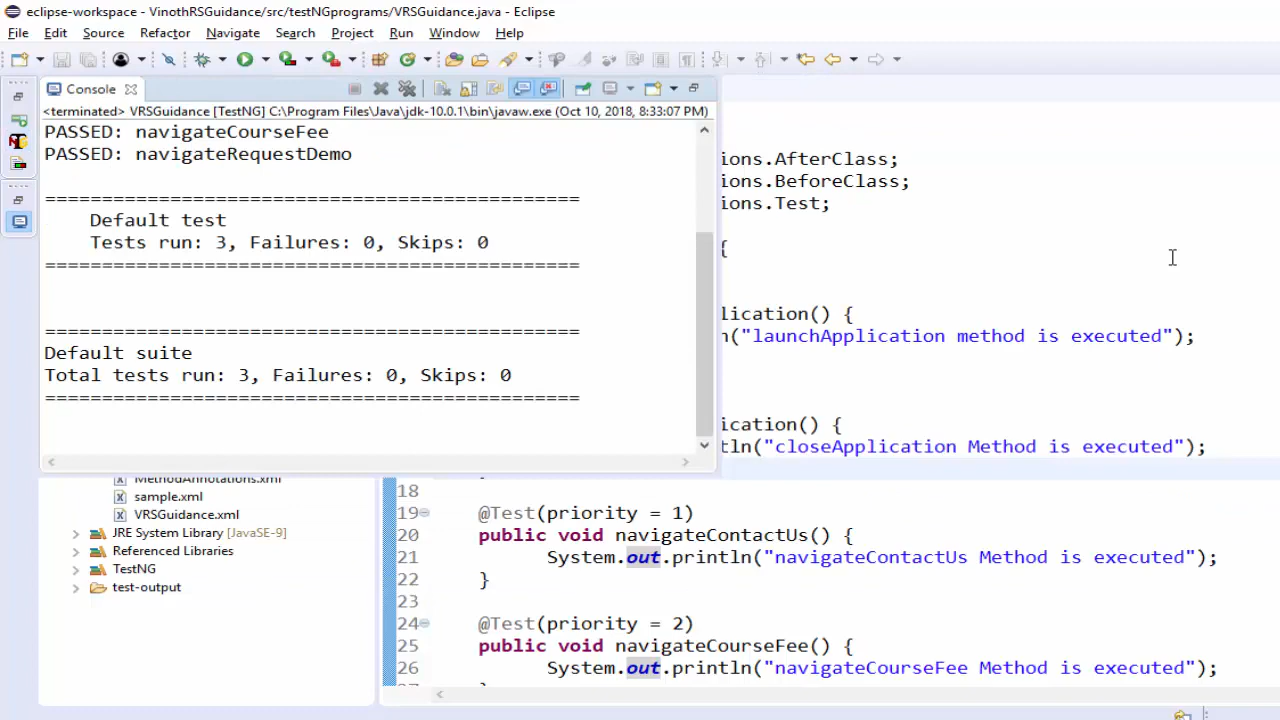 eclipse-workspace - VinothRSGuidance/src/testNGprograms/VRSGuidance.java - Eclipse
File Edit Source Refactor Navigate Search Project Run Window Help
Console
<terminated> VRSGuidance [TestNG] C:\Program Files\Java\jdk-10.0.1\bin\javaw.exe (Oct 10, 2018, 8:33:07 PM)
PASSED: navigateCourseFee
PASSED: navigateRequestDemo
===============================================
Default test
Tests run: 3, Failures: 0, Skips: 0
===============================================
===============================================
Default suite
Total tests run: 3, Failures: 0, Skips: 0
===============================================
ions.AfterClass;
ions.BeforeClass;
ions.Test;
{
lication() {
n("launchApplication method is executed");
ication() {
tln("closeApplication Method is executed");
MethodAnnotations.xml
sample.xml
VRSGuidance.xml
JRE System Library [JavaSE-9]
Referenced Libraries
TestNG
test-output
18
19 @Test(priority = 1)
20 public void navigateContactUs() {
21 System.out.println("navigateContactUs Method is executed");
22 }
23
24 @Test(priority = 2)
25 public void navigateCourseFee() {
26 System.out.println("navigateCourseFee Method is executed");